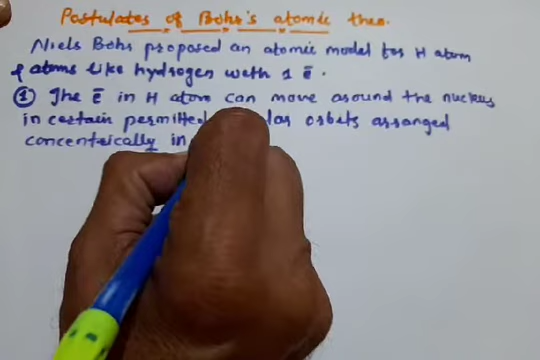 Postulates of Bohr's atomic theo.
Niels Bohr proposed an atomic model for H atom
& atoms like hydrogen with 1 ē.
① The ē in H atom can move around the nucleus
in certain permitted orbits arranged
concentrically in